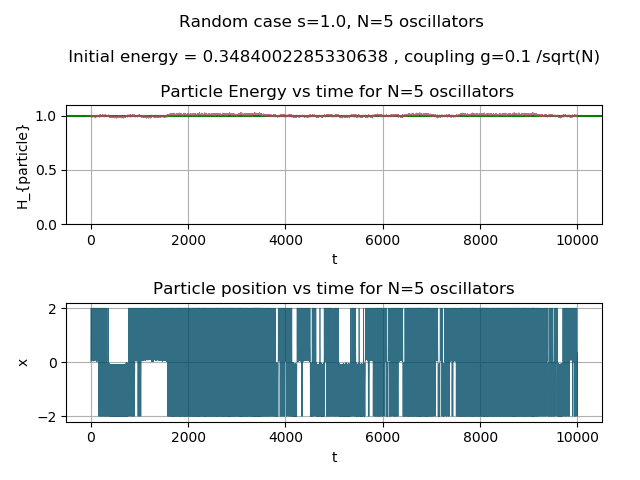 Random case s=1.0, N=5 oscillators
Initial energy = 0.3484002285330638 , coupling g=0.1 /sqrt(N)
Particle Energy vs time for N=5 oscillators
1.0
0.5
0.0
H_{particle}
0 2000 4000 6000 8000 10000
t
Particle position vs time for N=5 oscillators
2
0
−2
x
0 2000 4000 6000 8000 10000
t